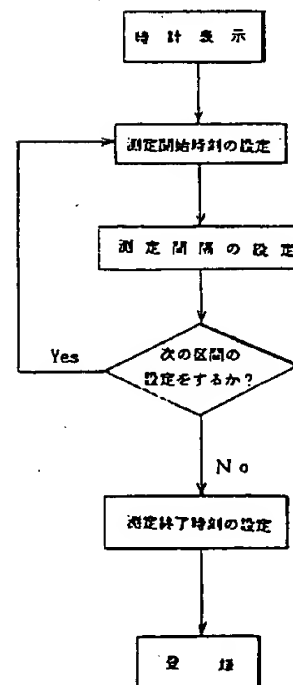 時計表示
測定開始時刻の設定
測定間隔の設定
次の区間の
設定をするか?
Yes
No
測定終了時刻の設定
登録